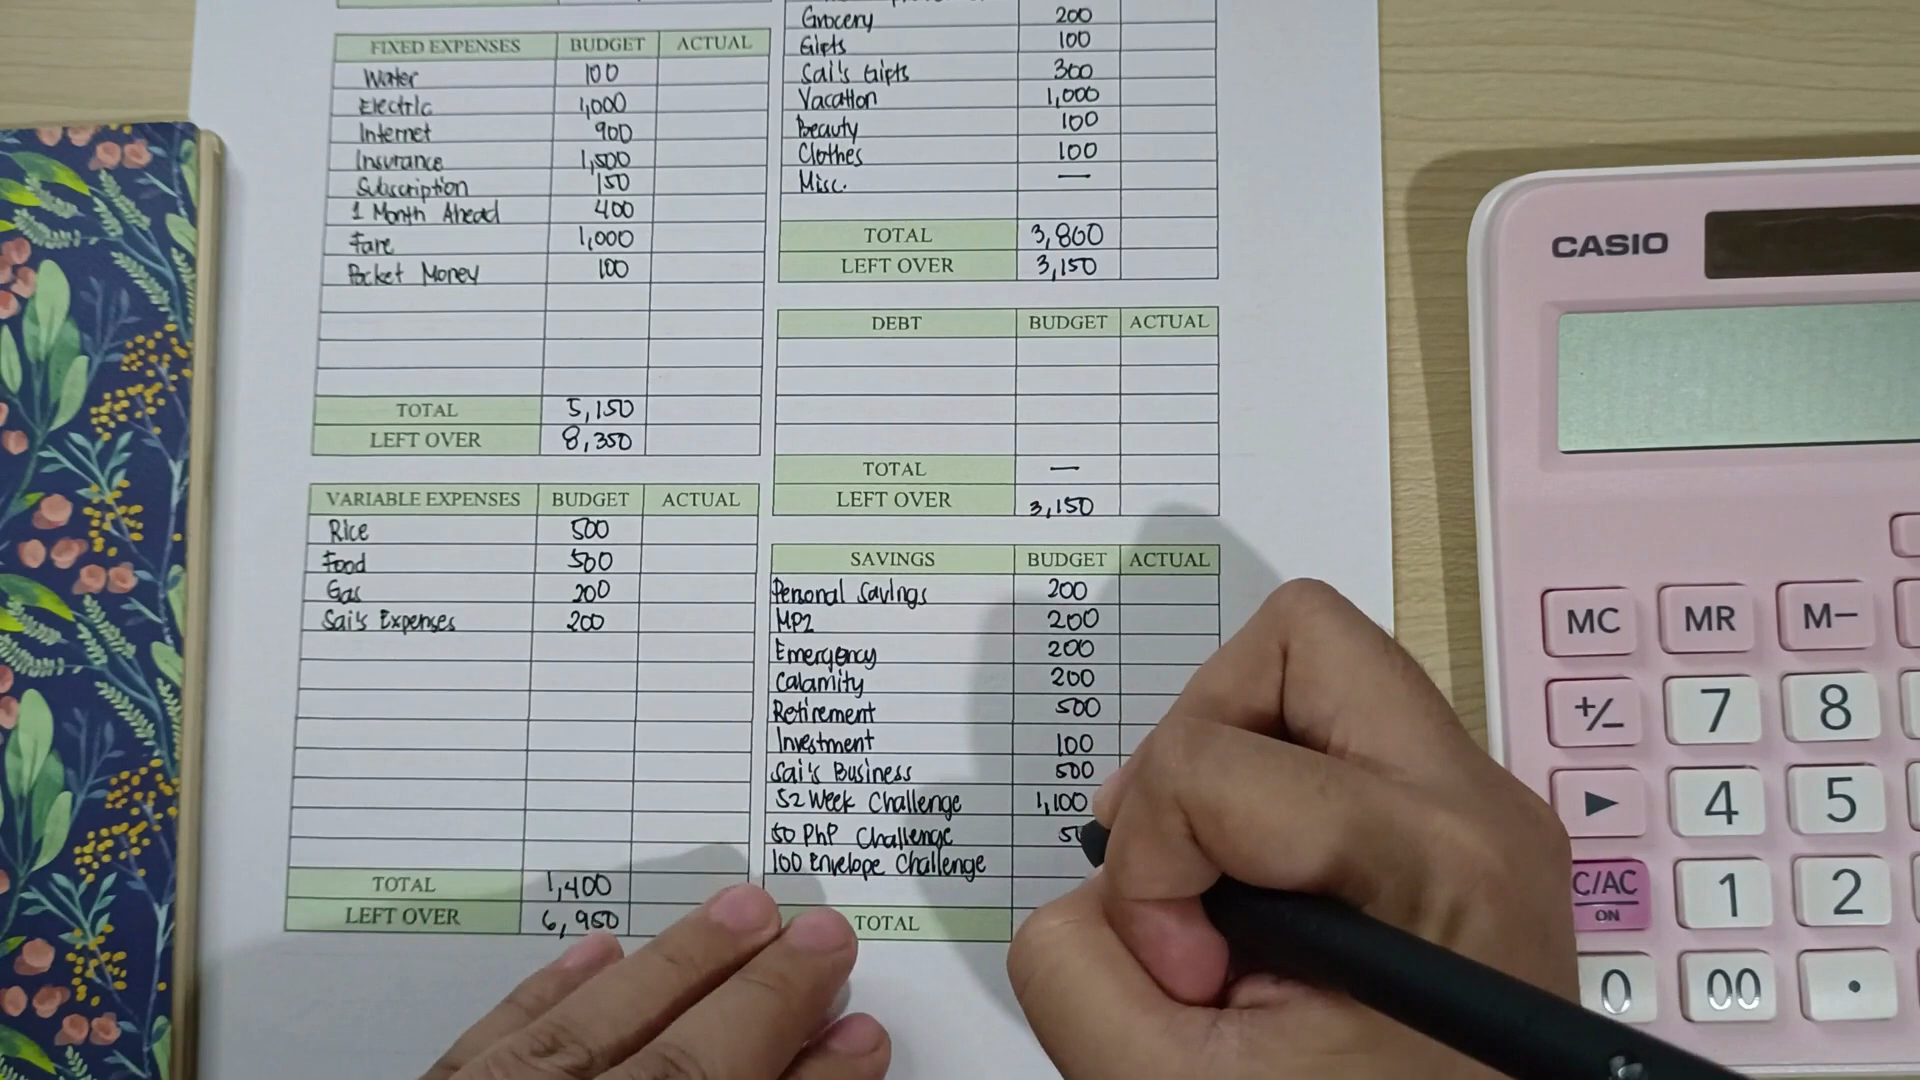 FIXED EXPENSES BUDGET ACTUAL
Water 100
Electric 1,000
Internet 900
Insurance 1,500
Subscription 150
1 Month Ahead 400
Fare 1,000
Pocket Money 100
TOTAL 5,150
LEFT OVER 8,350
VARIABLE EXPENSES BUDGET ACTUAL
Rice 500
Food 500
Gas 200
Sai's Expenses 200
TOTAL 1,400
LEFT OVER 6,950
Grocery 200
Gifts 100
Sai's Gifts 300
Vacation 1,000
Beauty 100
Clothes 100
Misc. —
TOTAL 3,800
LEFT OVER 3,150
DEBT BUDGET ACTUAL
TOTAL —
LEFT OVER 3,150
SAVINGS BUDGET ACTUAL
Personal Savings 200
MP2 200
Emergency 200
Calamity 200
Retirement 500
Investment 100
Sai's Business 500
52 Week Challenge 1,100
50 PhP Challenge 50
100 Envelope Challenge
TOTAL
CASIO
MC MR M−
+/− 7 8
▶ 4 5
C/AC ON 1 2
0 00 ·